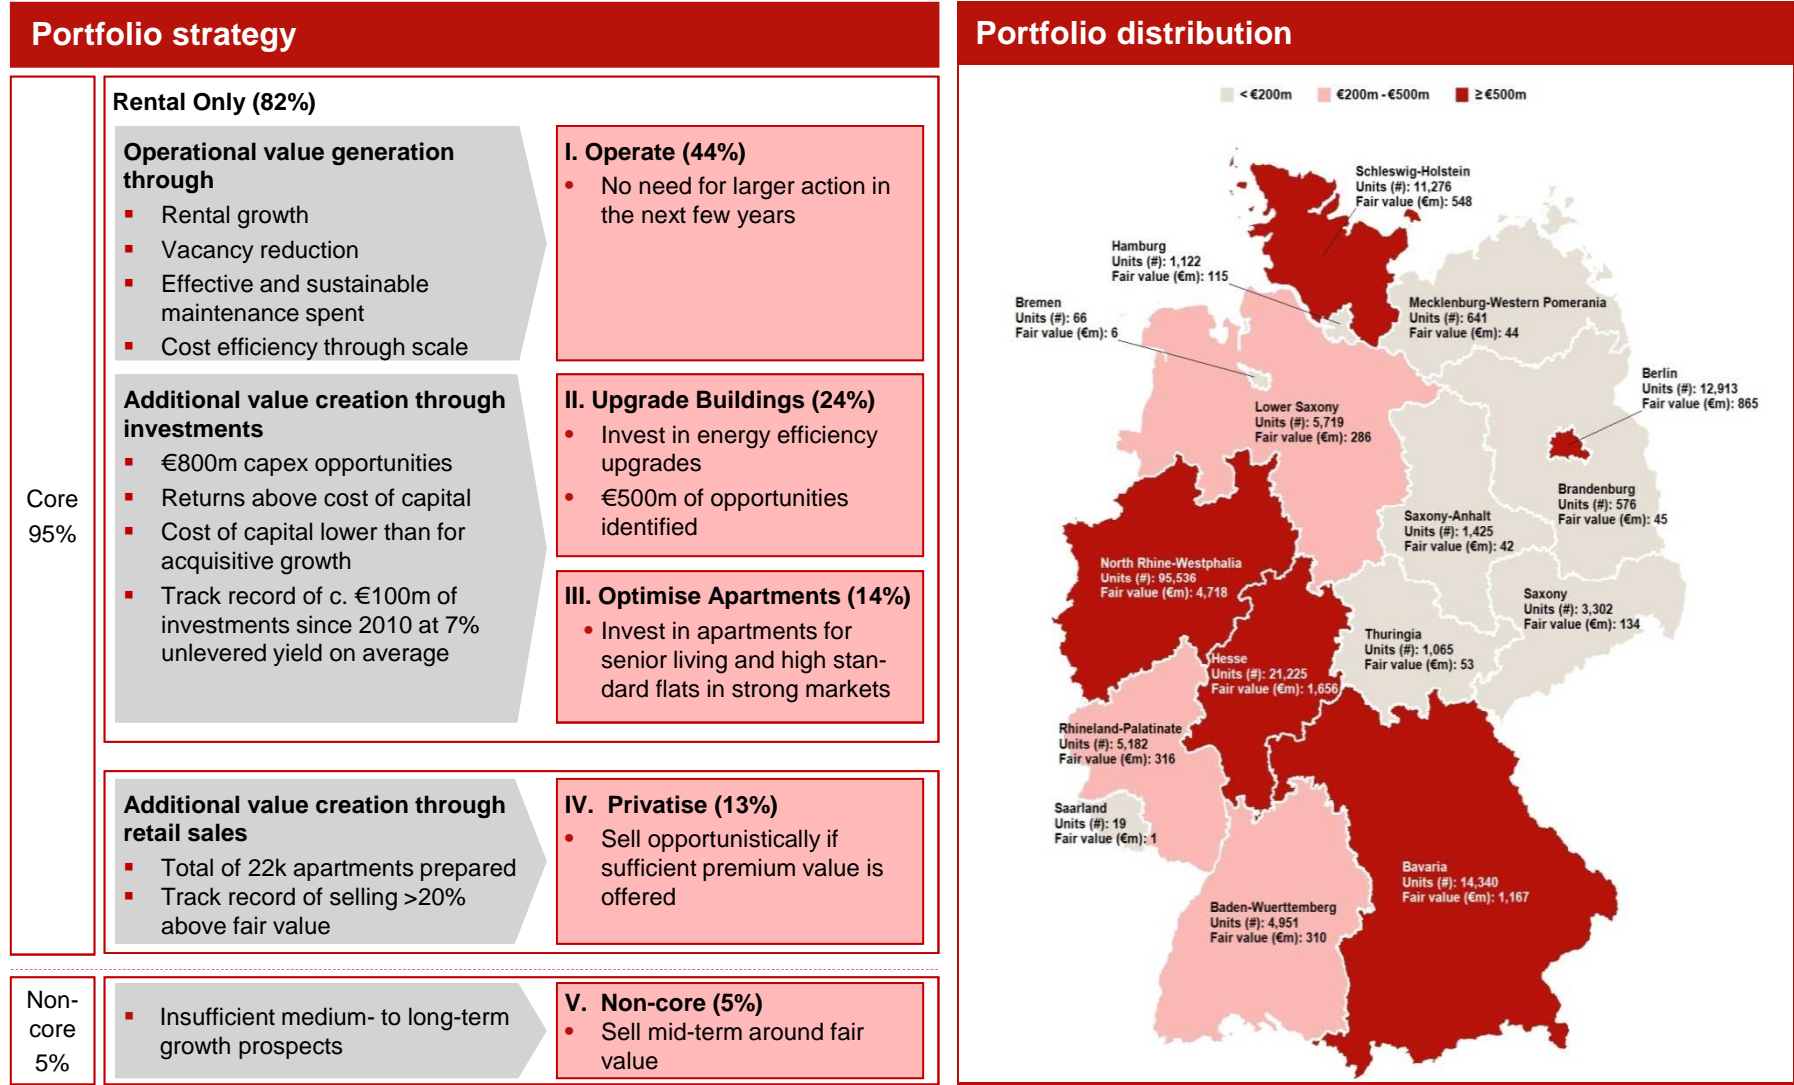 Portfolio strategy
Core
95%
Rental Only (82%)
Operational value generation
through
▪ Rental growth
▪ Vacancy reduction
▪ Effective and sustainable
maintenance spent
▪ Cost efficiency through scale
I. Operate (44%)
• No need for larger action in
the next few years
Additional value creation through
investments
▪ €800m capex opportunities
▪ Returns above cost of capital
▪ Cost of capital lower than for
acquisitive growth
▪ Track record of c. €100m of
investments since 2010 at 7%
unlevered yield on average
II. Upgrade Buildings (24%)
• Invest in energy efficiency
upgrades
• €500m of opportunities
identified
III. Optimise Apartments (14%)
• Invest in apartments for
senior living and high stan-
dard flats in strong markets
Additional value creation through
retail sales
▪ Total of 22k apartments prepared
▪ Track record of selling >20%
above fair value
IV. Privatise (13%)
• Sell opportunistically if
sufficient premium value is
offered
Non-
core
5%
▪ Insufficient medium- to long-term
growth prospects
V. Non-core (5%)
• Sell mid-term around fair
value
Portfolio distribution
< €200m
€200m - €500m
≥ €500m
Schleswig-Holstein
Units (#): 11,276
Fair value (€m): 548
Hamburg
Units (#): 1,122
Fair value (€m): 115
Bremen
Units (#): 66
Fair value (€m): 6
Mecklenburg-Western Pomerania
Units (#): 641
Fair value (€m): 44
Berlin
Units (#): 12,913
Fair value (€m): 865
Lower Saxony
Units (#): 5,719
Fair value (€m): 286
Brandenburg
Units (#): 576
Fair value (€m): 45
Saxony-Anhalt
Units (#): 1,425
Fair value (€m): 42
North Rhine-Westphalia
Units (#): 95,536
Fair value (€m): 4,718
Saxony
Units (#): 3,302
Fair value (€m): 134
Thuringia
Units (#): 1,065
Fair value (€m): 53
Hesse
Units (#): 21,225
Fair value (€m): 1,656
Rhineland-Palatinate
Units (#): 5,182
Fair value (€m): 316
Saarland
Units (#): 19
Fair value (€m): 1
Bavaria
Units (#): 14,340
Fair value (€m): 1,167
Baden-Wuerttemberg
Units (#): 4,951
Fair value (€m): 310